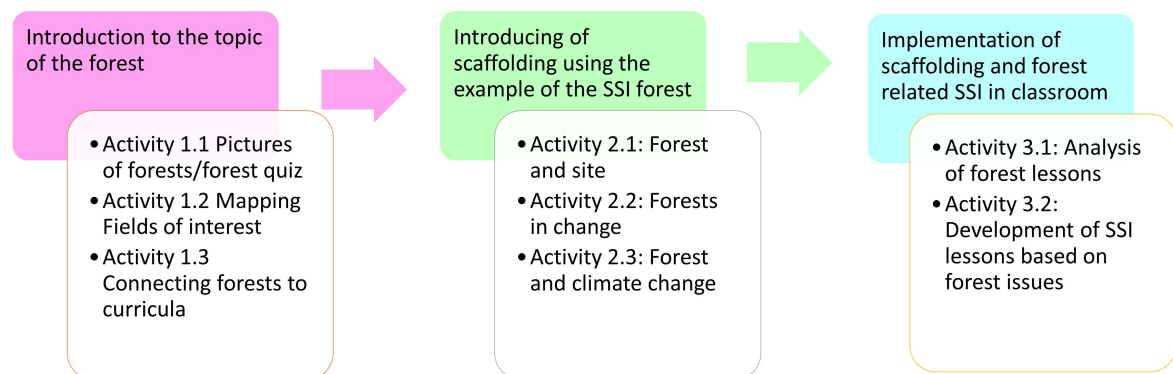 Introduction to the topic
of the forest
• Activity 1.1 Pictures
of forests/forest quiz
• Activity 1.2 Mapping
Fields of interest
• Activity 1.3
Connecting forests to
curricula
Introducing of
scaffolding using the
example of the SSI forest
• Activity 2.1: Forest
and site
• Activity 2.2: Forests
in change
• Activity 2.3: Forest
and climate change
Implementation of
scaffolding and forest
related SSI in classroom
• Activity 3.1: Analysis
of forest lessons
• Activity 3.2:
Development of SSI
lessons based on
forest issues